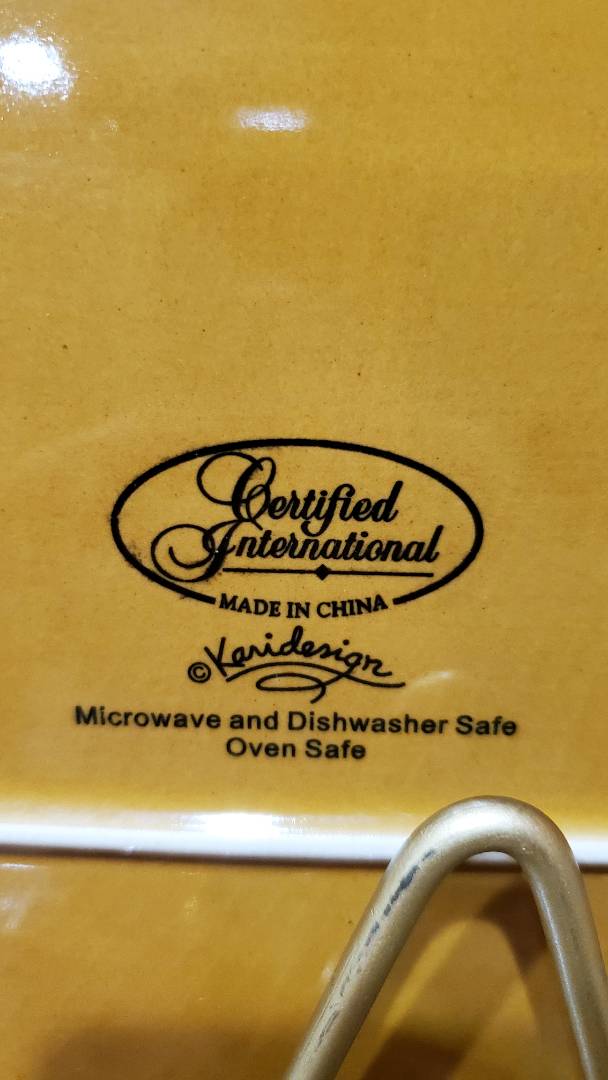 Certified
International
MADE IN CHINA
©Karidesign
Microwave and Dishwasher Safe
Oven Safe